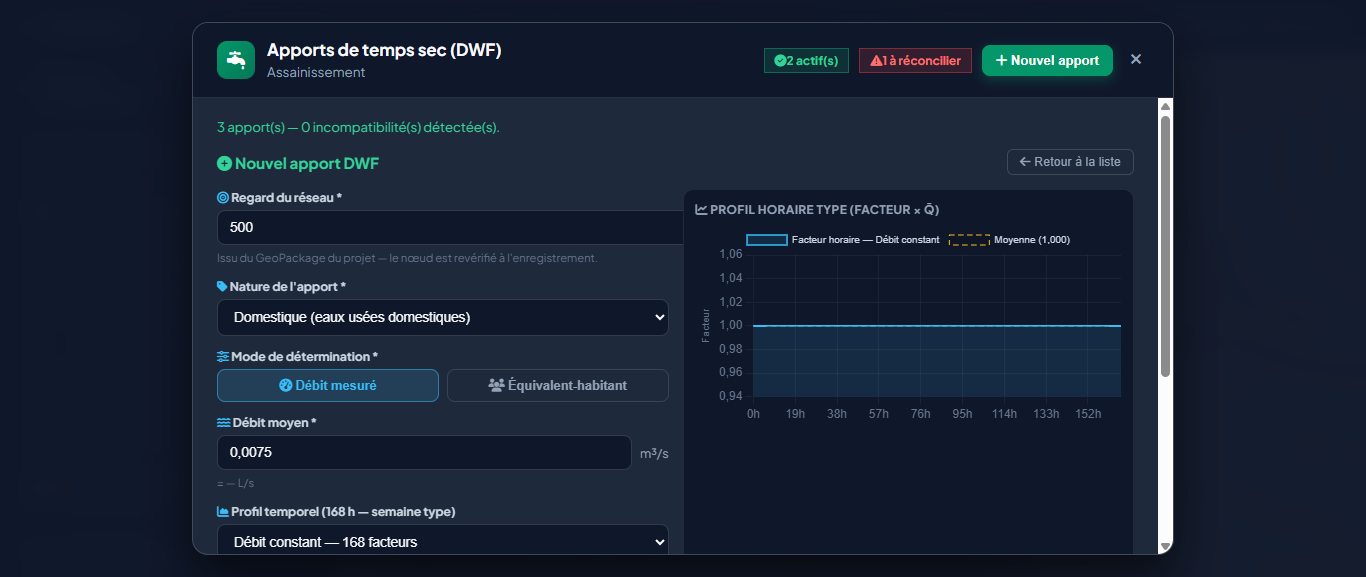 Apports de temps sec (DWF)
Assainissement
2 actif(s)
1 à réconcilier
+ Nouvel apport
×
3 apport(s) — 0 incompatibilité(s) détectée(s).
Nouvel apport DWF
← Retour à la liste
Regard du réseau *
500
Issu du GeoPackage du projet — le nœud est revérifié à l'enregistrement.
Nature de l'apport *
Domestique (eaux usées domestiques)
Mode de détermination *
Débit mesuré
Équivalent-habitant
Débit moyen *
0,0075
m³/s
= — L/s
Profil temporel (168 h — semaine type)
Débit constant — 168 facteurs
PROFIL HORAIRE TYPE (FACTEUR × Q̄)
Facteur horaire — Débit constant
Moyenne (1,000)
Facteur
1,06
1,04
1,02
1,00
0,98
0,96
0,94
0h 19h 38h 57h 76h 95h 114h 133h 152h